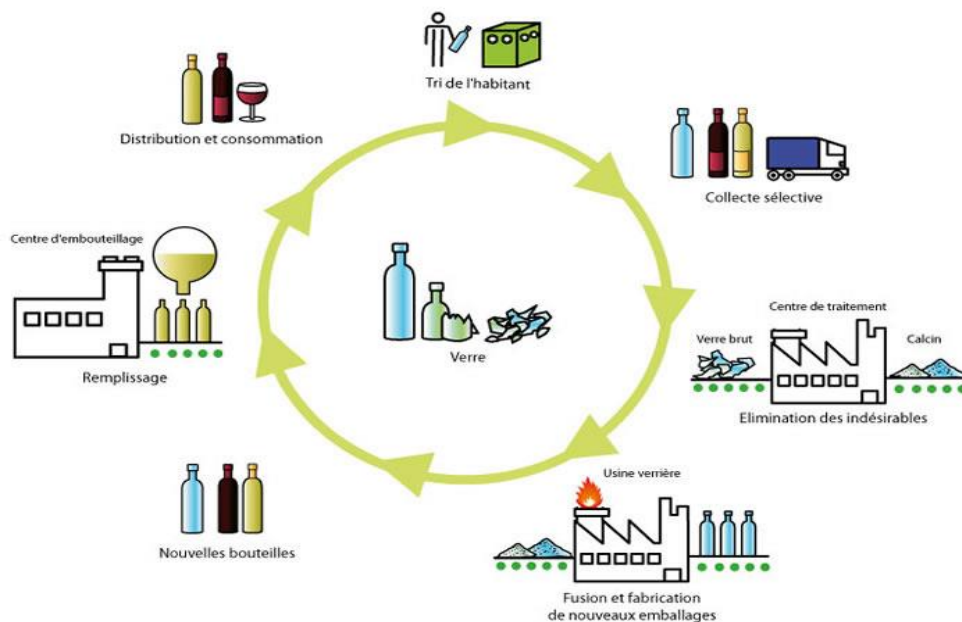 Tri de l'habitant
Distribution et consommation
Collecte sélective
Centre d'embouteillage
Remplissage
Verre
Centre de traitement
Verre brut
Calcin
Elimination des indésirables
Nouvelles bouteilles
Usine verrière
Fusion et fabrication
de nouveaux emballages